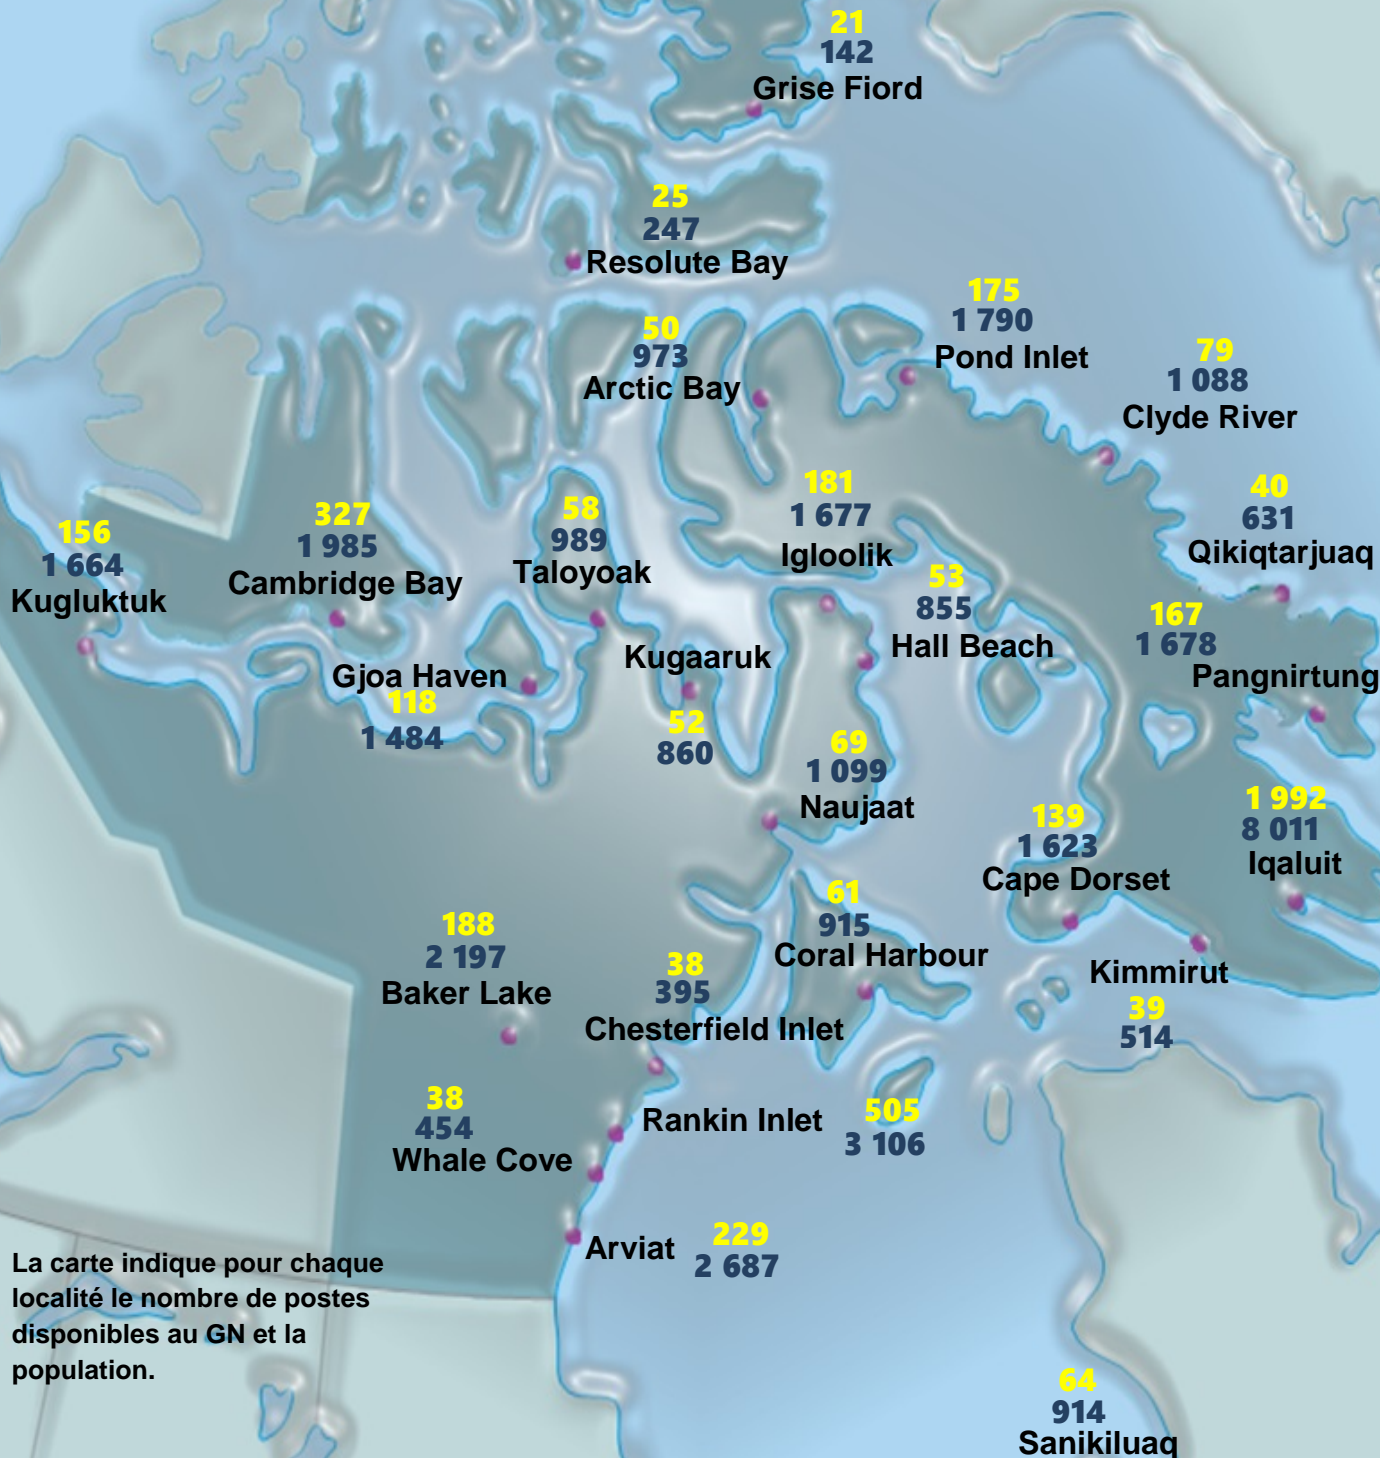 21
142
Grise Fiord
25
247
Resolute Bay
175
1 790
Pond Inlet
50
973
Arctic Bay
79
1 088
Clyde River
181
1 677
Igloolik
40
631
Qikiqtarjuaq
156
1 664
Kugluktuk
327
1 985
Cambridge Bay
58
989
Taloyoak
53
855
Hall Beach
167
1 678
Pangnirtung
Gjoa Haven
118
1 484
Kugaaruk
52
860
69
1 099
Naujaat
139
1 623
Cape Dorset
1 992
8 011
Iqaluit
188
2 197
Baker Lake
38
395
Chesterfield Inlet
61
915
Coral Harbour
Kimmirut
39
514
38
454
Whale Cove
Rankin Inlet
505
3 106
Arviat
229
2 687
La carte indique pour chaque
localité le nombre de postes
disponibles au GN et la
population.
64
914
Sanikiluaq